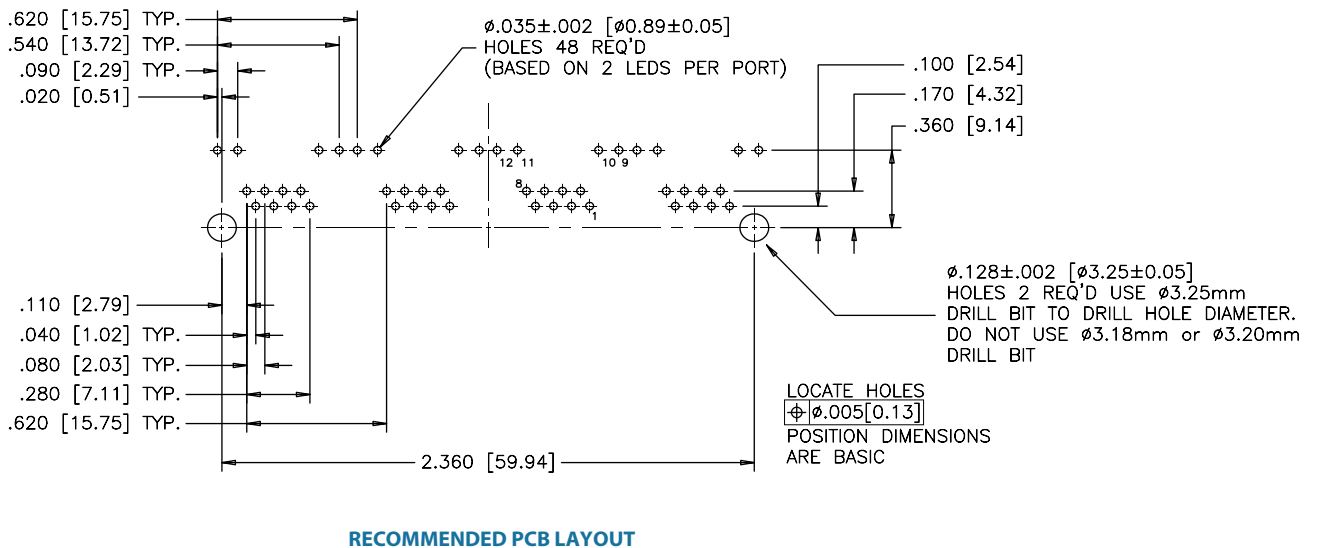 .620 [15.75] TYP.
.540 [13.72] TYP.
.090 [2.29] TYP.
.020 [0.51]
ø.035±.002 [ø0.89±0.05]
HOLES 48 REQ'D
(BASED ON 2 LEDS PER PORT)
.100 [2.54]
.170 [4.32]
.360 [9.14]
12 11
10 9
8
1
.110 [2.79]
.040 [1.02] TYP.
.080 [2.03] TYP.
.280 [7.11] TYP.
.620 [15.75] TYP.
2.360 [59.94]
ø.128±.002 [ø3.25±0.05]
HOLES 2 REQ'D USE ø3.25mm
DRILL BIT TO DRILL HOLE DIAMETER.
DO NOT USE ø3.18mm or ø3.20mm
DRILL BIT
LOCATE HOLES
⌖ ø.005[0.13]
POSITION DIMENSIONS
ARE BASIC
RECOMMENDED PCB LAYOUT